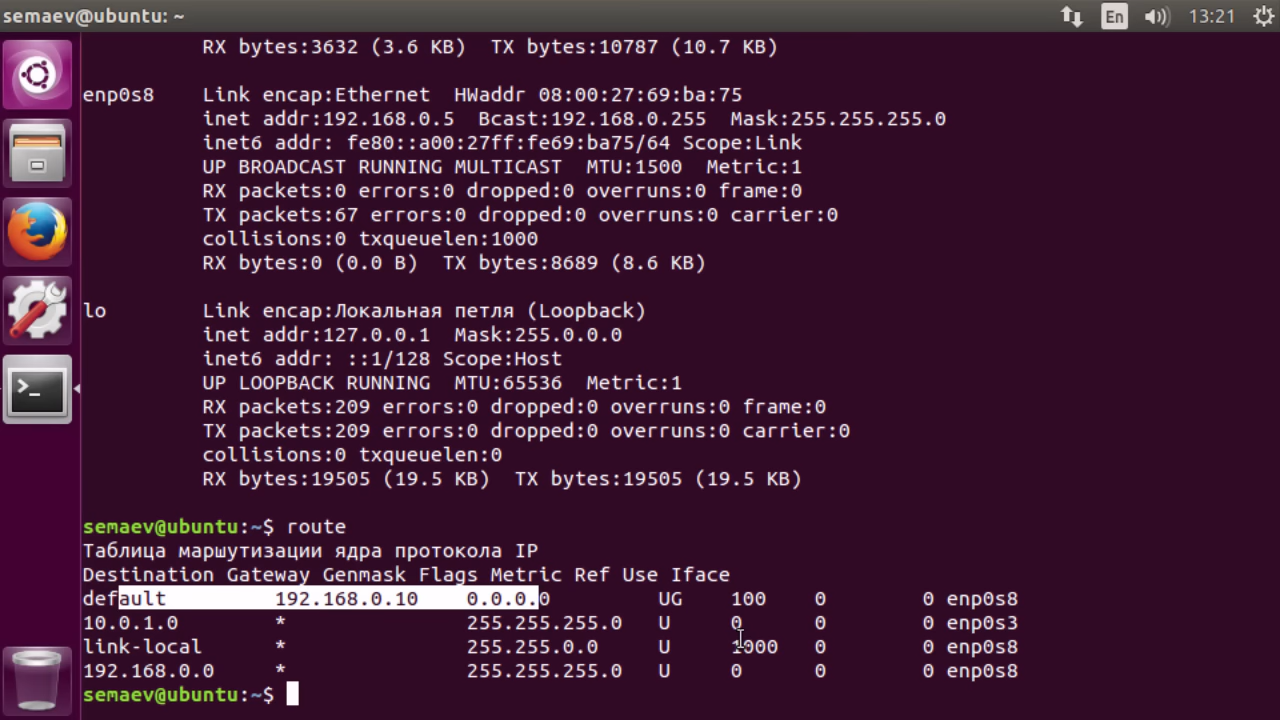 semaev@ubuntu: ~
En
13:21
RX bytes:3632 (3.6 KB)  TX bytes:10787 (10.7 KB)
enp0s8    Link encap:Ethernet  HWaddr 08:00:27:69:ba:75
inet addr:192.168.0.5  Bcast:192.168.0.255  Mask:255.255.255.0
inet6 addr: fe80::a00:27ff:fe69:ba75/64 Scope:Link
UP BROADCAST RUNNING MULTICAST  MTU:1500  Metric:1
RX packets:0 errors:0 dropped:0 overruns:0 frame:0
TX packets:67 errors:0 dropped:0 overruns:0 carrier:0
collisions:0 txqueuelen:1000
RX bytes:0 (0.0 B)  TX bytes:8689 (8.6 KB)
lo        Link encap:Локальная петля (Loopback)
inet addr:127.0.0.1  Mask:255.0.0.0
inet6 addr: ::1/128 Scope:Host
UP LOOPBACK RUNNING  MTU:65536  Metric:1
RX packets:209 errors:0 dropped:0 overruns:0 frame:0
TX packets:209 errors:0 dropped:0 overruns:0 carrier:0
collisions:0 txqueuelen:0
RX bytes:19505 (19.5 KB)  TX bytes:19505 (19.5 KB)
semaev@ubuntu:~$ route
Таблица маршутизации ядра протокола IP
Destination Gateway Genmask Flags Metric Ref Use Iface
default         192.168.0.10    0.0.0.0         UG    100    0        0 enp0s8
10.0.1.0        *               255.255.255.0   U     0      0        0 enp0s3
link-local      *               255.255.0.0     U     1000   0        0 enp0s8
192.168.0.0     *               255.255.255.0   U     0      0        0 enp0s8
semaev@ubuntu:~$